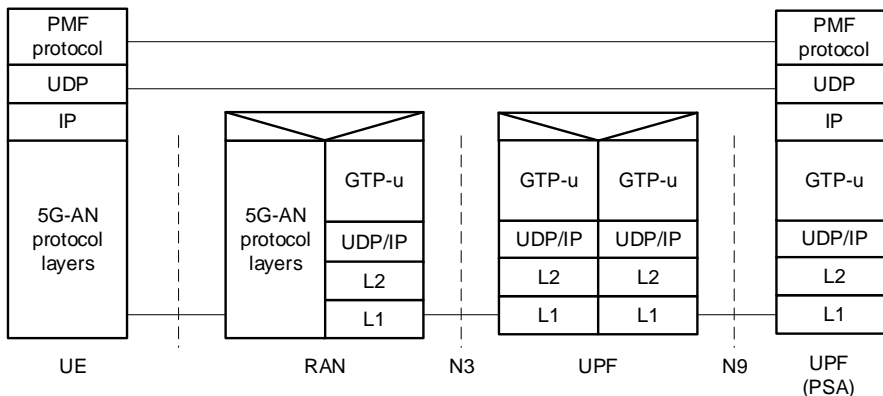 PMF
protocol
UDP
IP
5G-AN
protocol
layers
UE
5G-AN
protocol
layers
GTP-u
UDP/IP
L2
L1
RAN
N3
GTP-u
GTP-u
UDP/IP
UDP/IP
L2
L2
L1
L1
UPF
N9
PMF
protocol
UDP
IP
GTP-u
UDP/IP
L2
L1
UPF
(PSA)